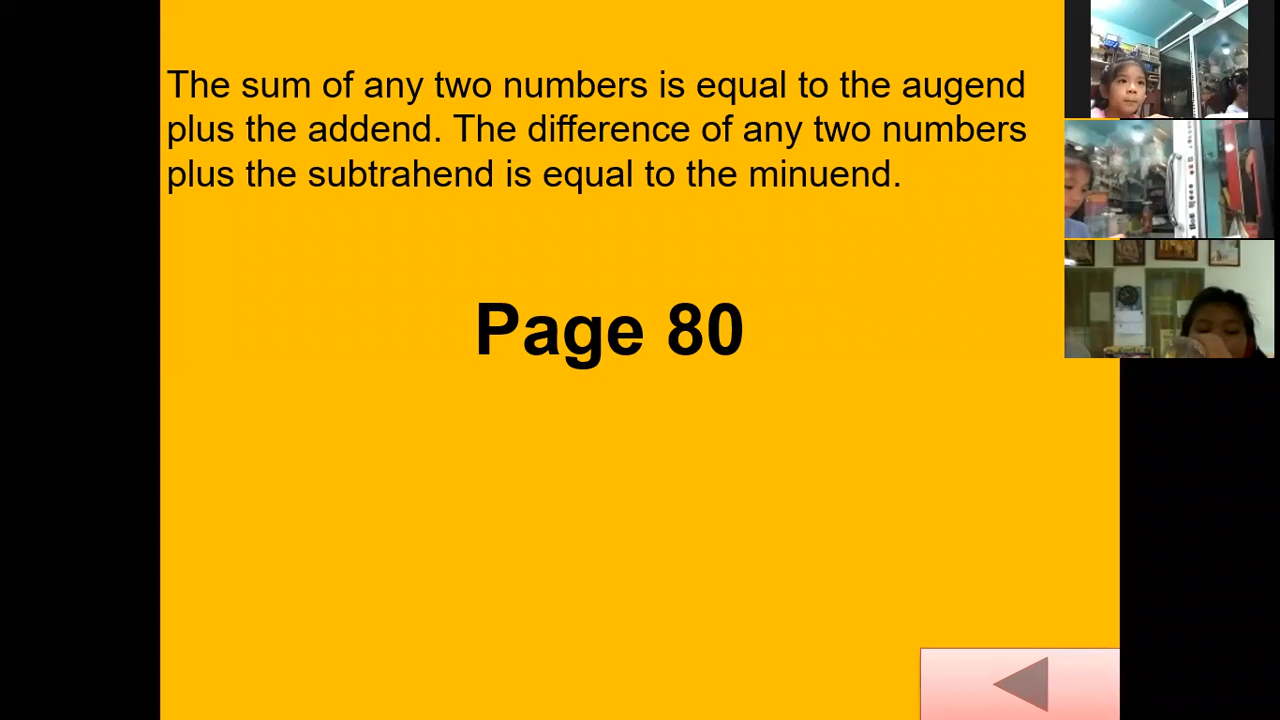 The sum of any two numbers is equal to the augend
plus the addend. The difference of any two numbers
plus the subtrahend is equal to the minuend.
Page 80